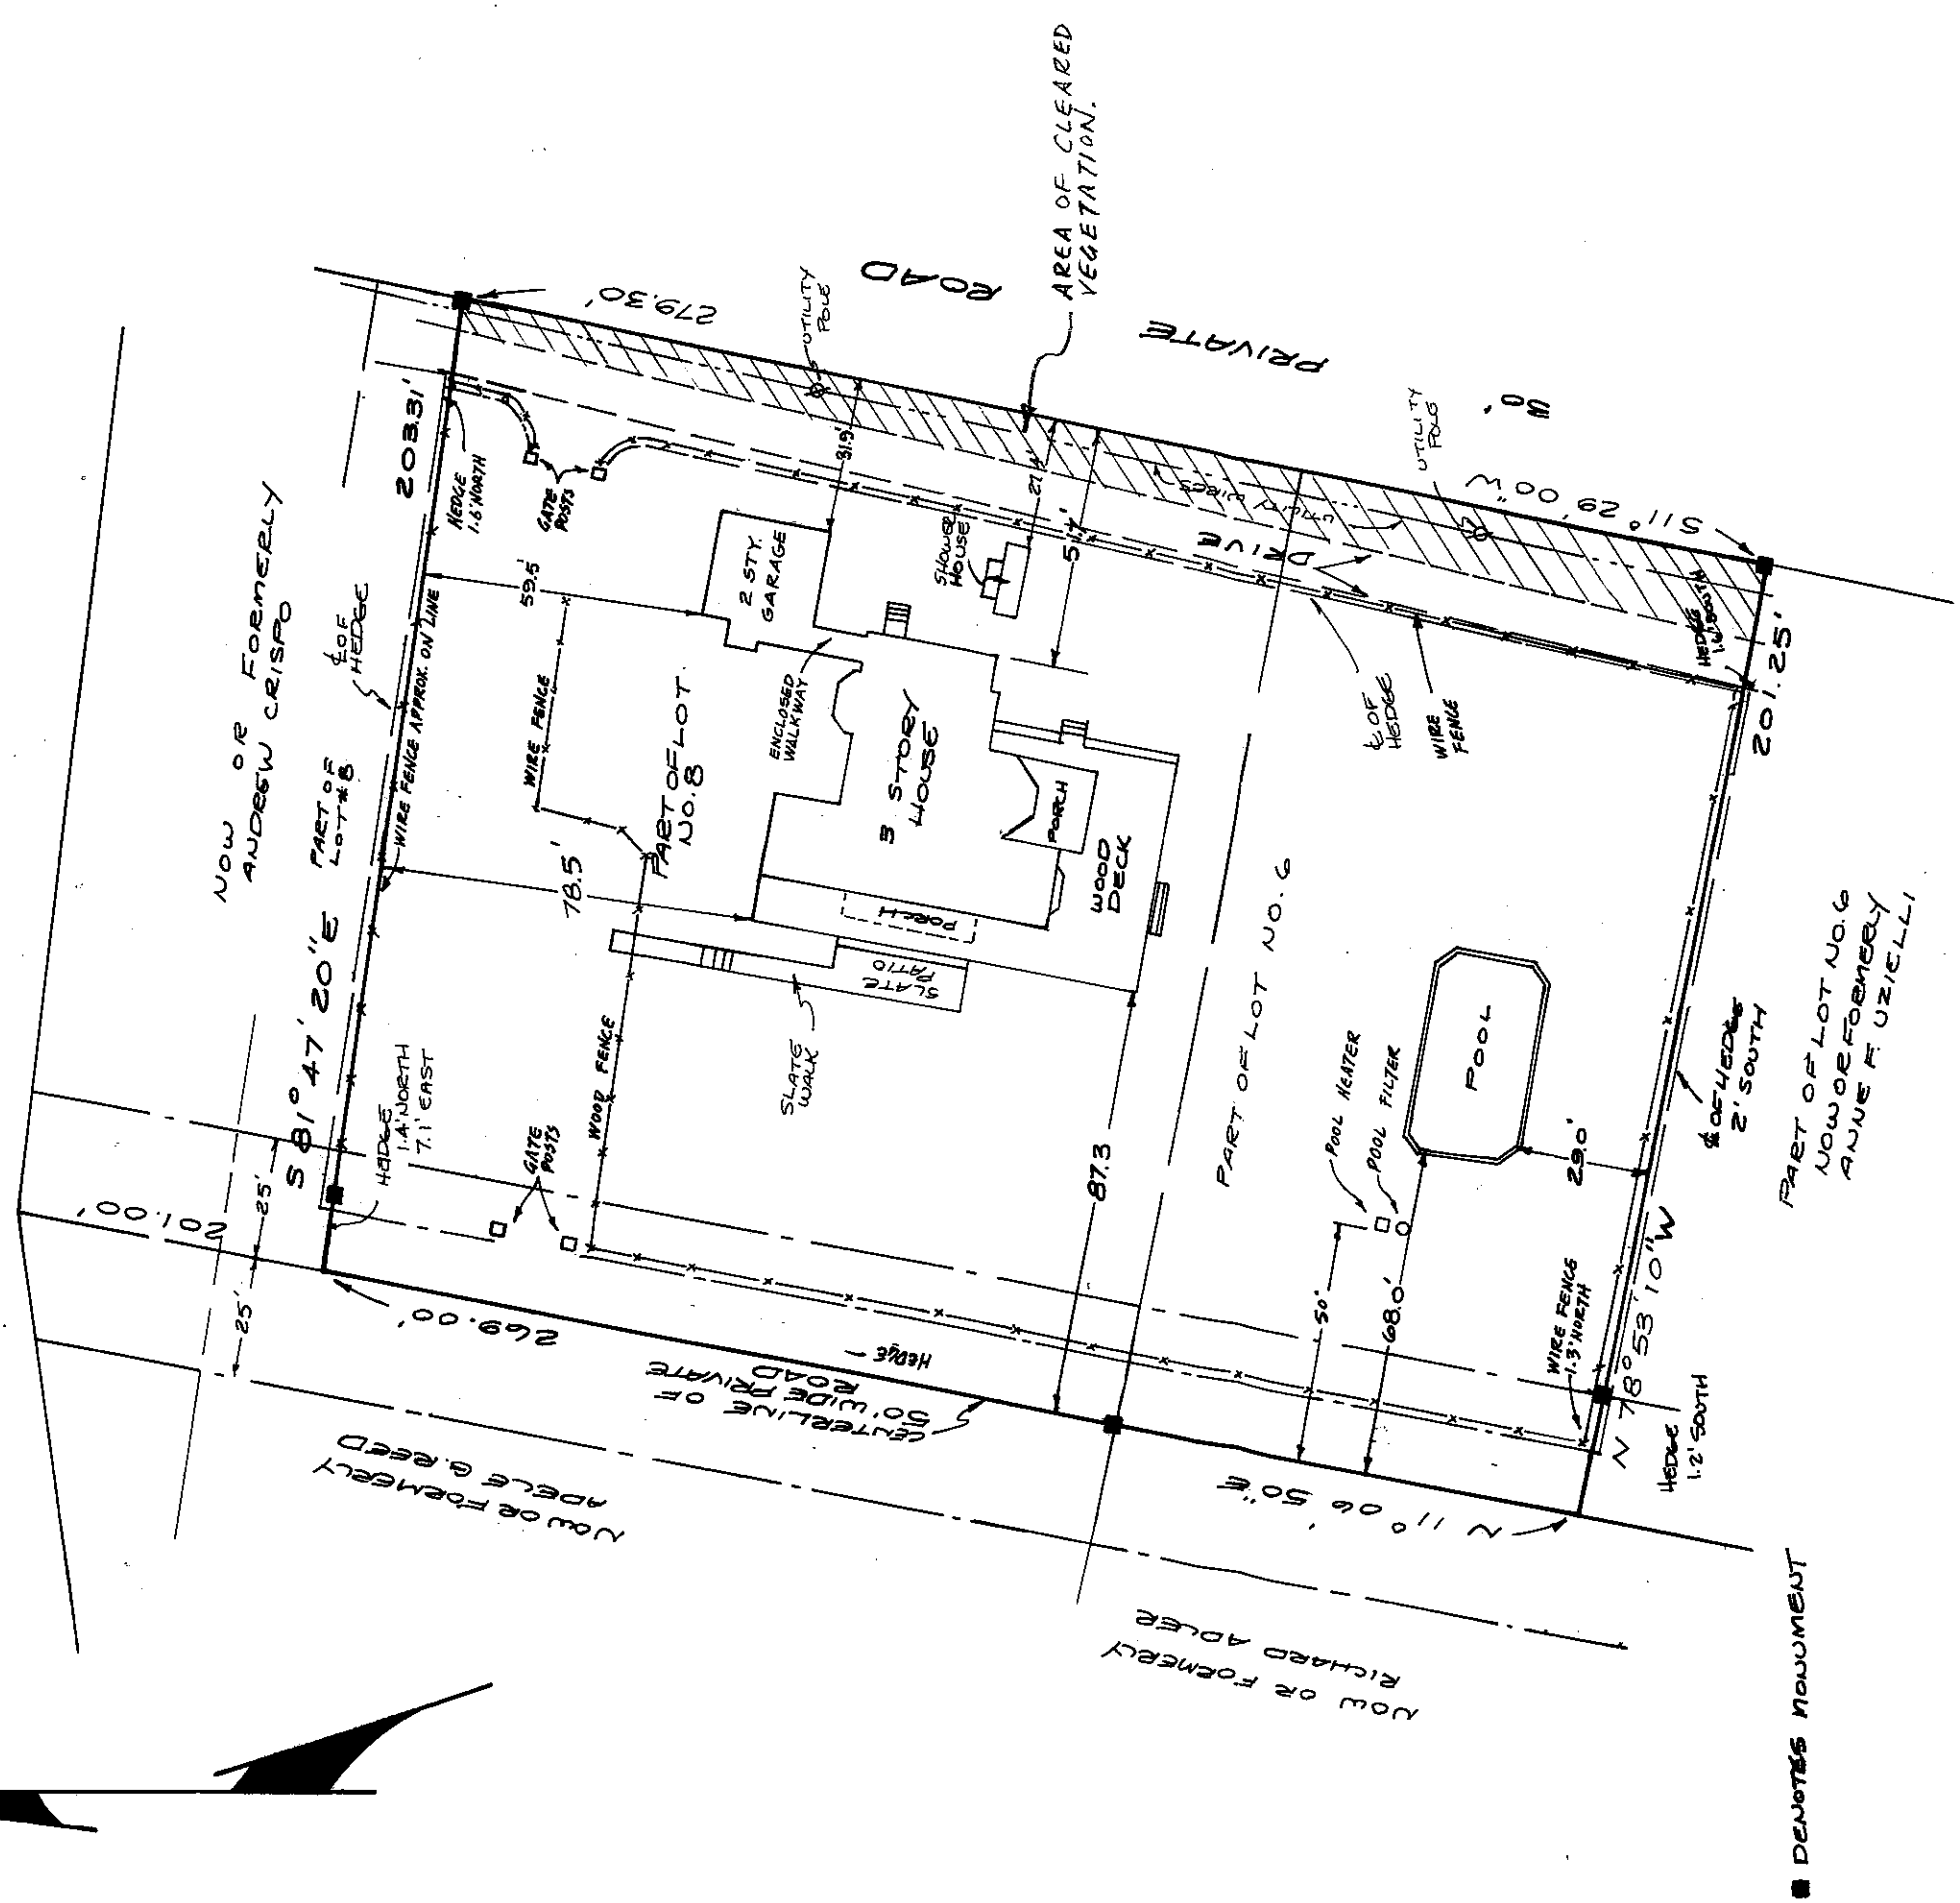 NOW OR FORMERLY
ANDREW CRISPO
PART OF
LOT # 8
℄ OF
HEDGE
S 81° 47' 20" E
203.31'
WIRE FENCE APPROX. ON LINE
HEDGE
1.6' NORTH
GATE
POSTS
279.30'
UTILITY
POLE
PRIVATE ROAD
AREA OF CLEARED
VEGETATION.
50'
UTILITY
POLE
S11° 29' 00" W
UTILITY WIRES
DRIVE
31.9'
51.7'
59.5'
2 STY.
GARAGE
SHOWER
HOUSE
ENCLOSED
WALKWAY
WIRE FENCE
PART OF LOT
NO. 8
78.5'
3 STORY
HOUSE
PORCH
PORCH
WOOD
DECK
SLATE
PATIO
SLATE
WALK
WOOD FENCE
HEDGE
1.4' NORTH
7.1' EAST
GATE
POSTS
201.00'
25'
25'
269.00'
HEDGE
CENTERLINE OF
50' WIDE PRIVATE
ROAD
NOW OR FORMERLY
ADELE G. REED
87.3
PART OF LOT NO. 6
℄ OF
HEDGE
WIRE
FENCE
HEDGE
1.6' SOUTH
201.25'
POOL HEATER
POOL FILTER
POOL
50'
68.0'
29.0'
WIRE FENCE
1.3' NORTH
N 78° 53' 10" W
HEDGE
1.2' SOUTH
℄ OF HEDGE
2' SOUTH
PART OF LOT NO. 6
NOW OR FORMERLY
ANNE F. UZIELLI
N 11° 06' 50" E
NOW OR FORMERLY
RICHARD ADLER
■ DENOTES MONUMENT